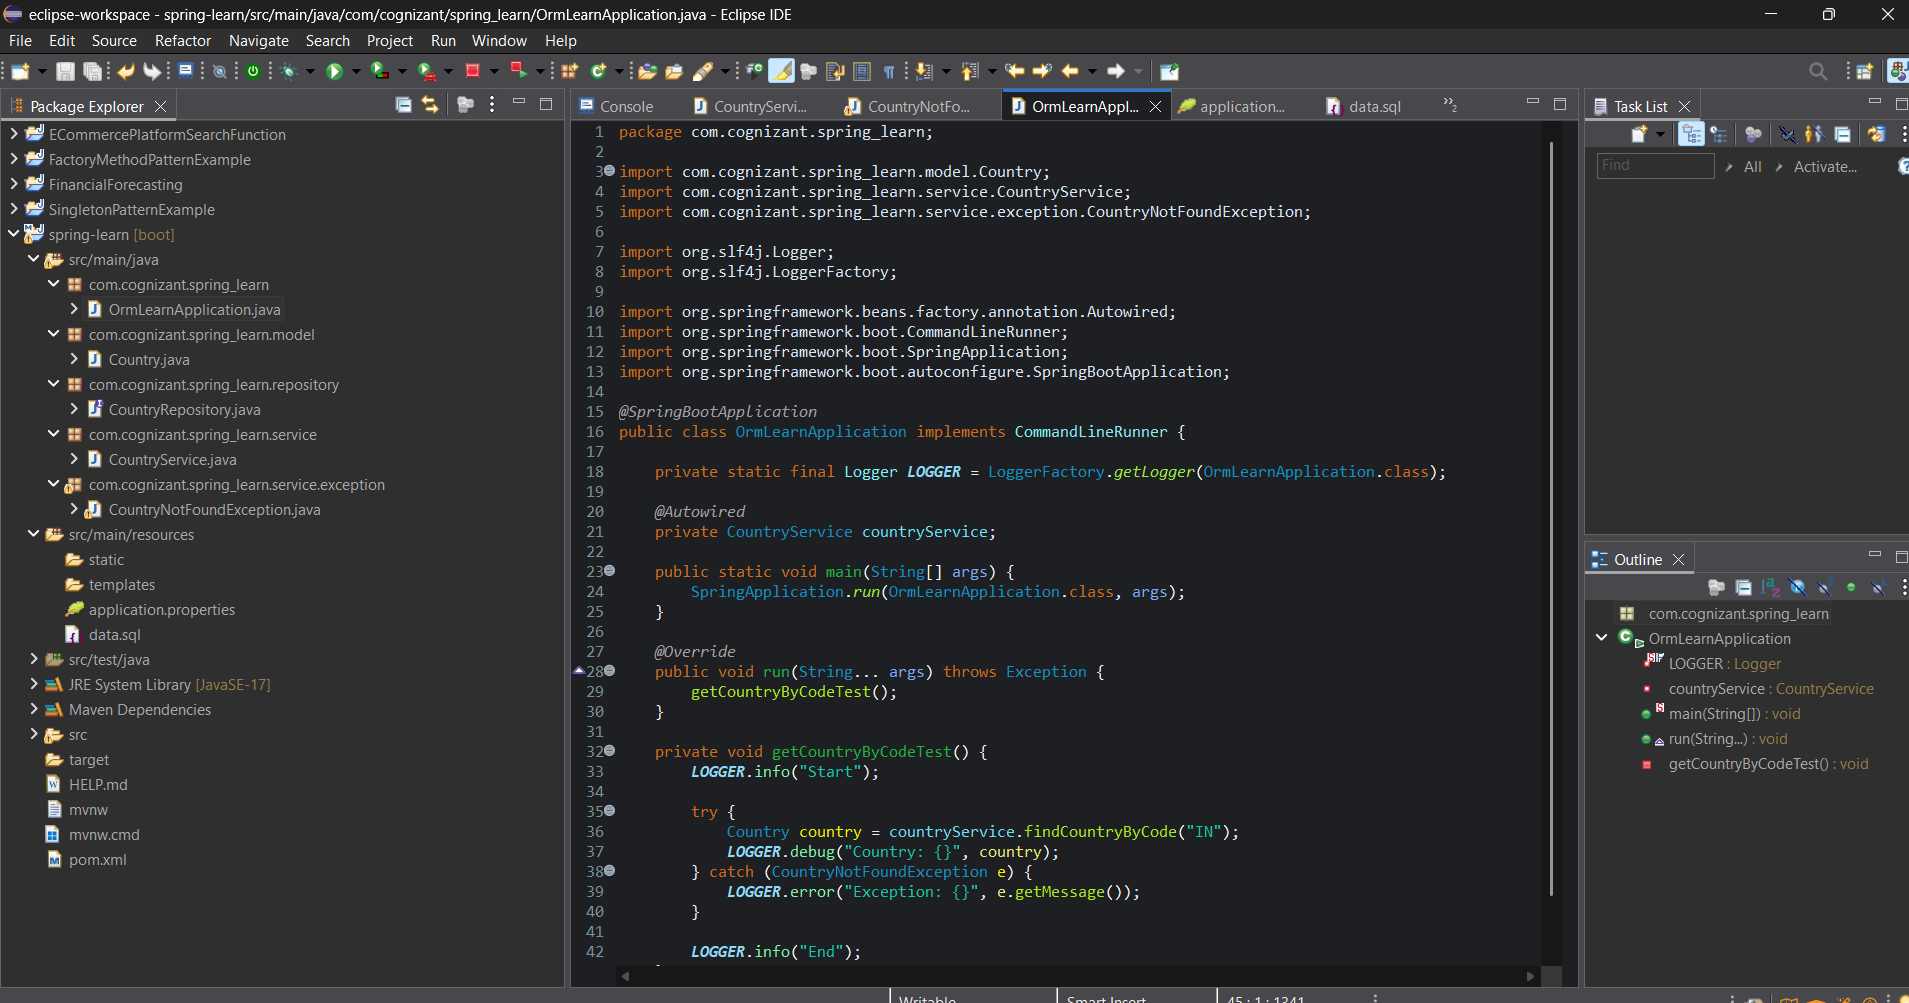 eclipse-workspace - spring-learn/src/main/java/com/cognizant/spring_learn/OrmLearnApplication.java - Eclipse IDE
File Edit Source Refactor Navigate Search Project Run Window Help
Package Explorer
ECommercePlatformSearchFunction
FactoryMethodPatternExample
FinancialForecasting
SingletonPatternExample
spring-learn [boot]
src/main/java
com.cognizant.spring_learn
OrmLearnApplication.java
com.cognizant.spring_learn.model
Country.java
com.cognizant.spring_learn.repository
CountryRepository.java
com.cognizant.spring_learn.service
CountryService.java
com.cognizant.spring_learn.service.exception
CountryNotFoundException.java
src/main/resources
static
templates
application.properties
data.sql
src/test/java
JRE System Library [JavaSE-17]
Maven Dependencies
src
target
HELP.md
mvnw
mvnw.cmd
pom.xml
Console CountryServi... CountryNotFo... OrmLearnAppl... application... data.sql »2
1 package com.cognizant.spring_learn;
2
3 import com.cognizant.spring_learn.model.Country;
4 import com.cognizant.spring_learn.service.CountryService;
5 import com.cognizant.spring_learn.service.exception.CountryNotFoundException;
6
7 import org.slf4j.Logger;
8 import org.slf4j.LoggerFactory;
9
10 import org.springframework.beans.factory.annotation.Autowired;
11 import org.springframework.boot.CommandLineRunner;
12 import org.springframework.boot.SpringApplication;
13 import org.springframework.boot.autoconfigure.SpringBootApplication;
14
15 @SpringBootApplication
16 public class OrmLearnApplication implements CommandLineRunner {
17
18 private static final Logger LOGGER = LoggerFactory.getLogger(OrmLearnApplication.class);
19
20 @Autowired
21 private CountryService countryService;
22
23 public static void main(String[] args) {
24 SpringApplication.run(OrmLearnApplication.class, args);
25 }
26
27 @Override
28 public void run(String... args) throws Exception {
29 getCountryByCodeTest();
30 }
31
32 private void getCountryByCodeTest() {
33 LOGGER.info("Start");
34
35 try {
36 Country country = countryService.findCountryByCode("IN");
37 LOGGER.debug("Country: {}", country);
38 } catch (CountryNotFoundException e) {
39 LOGGER.error("Exception: {}", e.getMessage());
40 }
41
42 LOGGER.info("End");
Task List
Find All Activate...
Outline
com.cognizant.spring_learn
OrmLearnApplication
LOGGER : Logger
countryService : CountryService
main(String[]) : void
run(String...) : void
getCountryByCodeTest() : void
Writable Smart Insert 45 : 1 : 1341